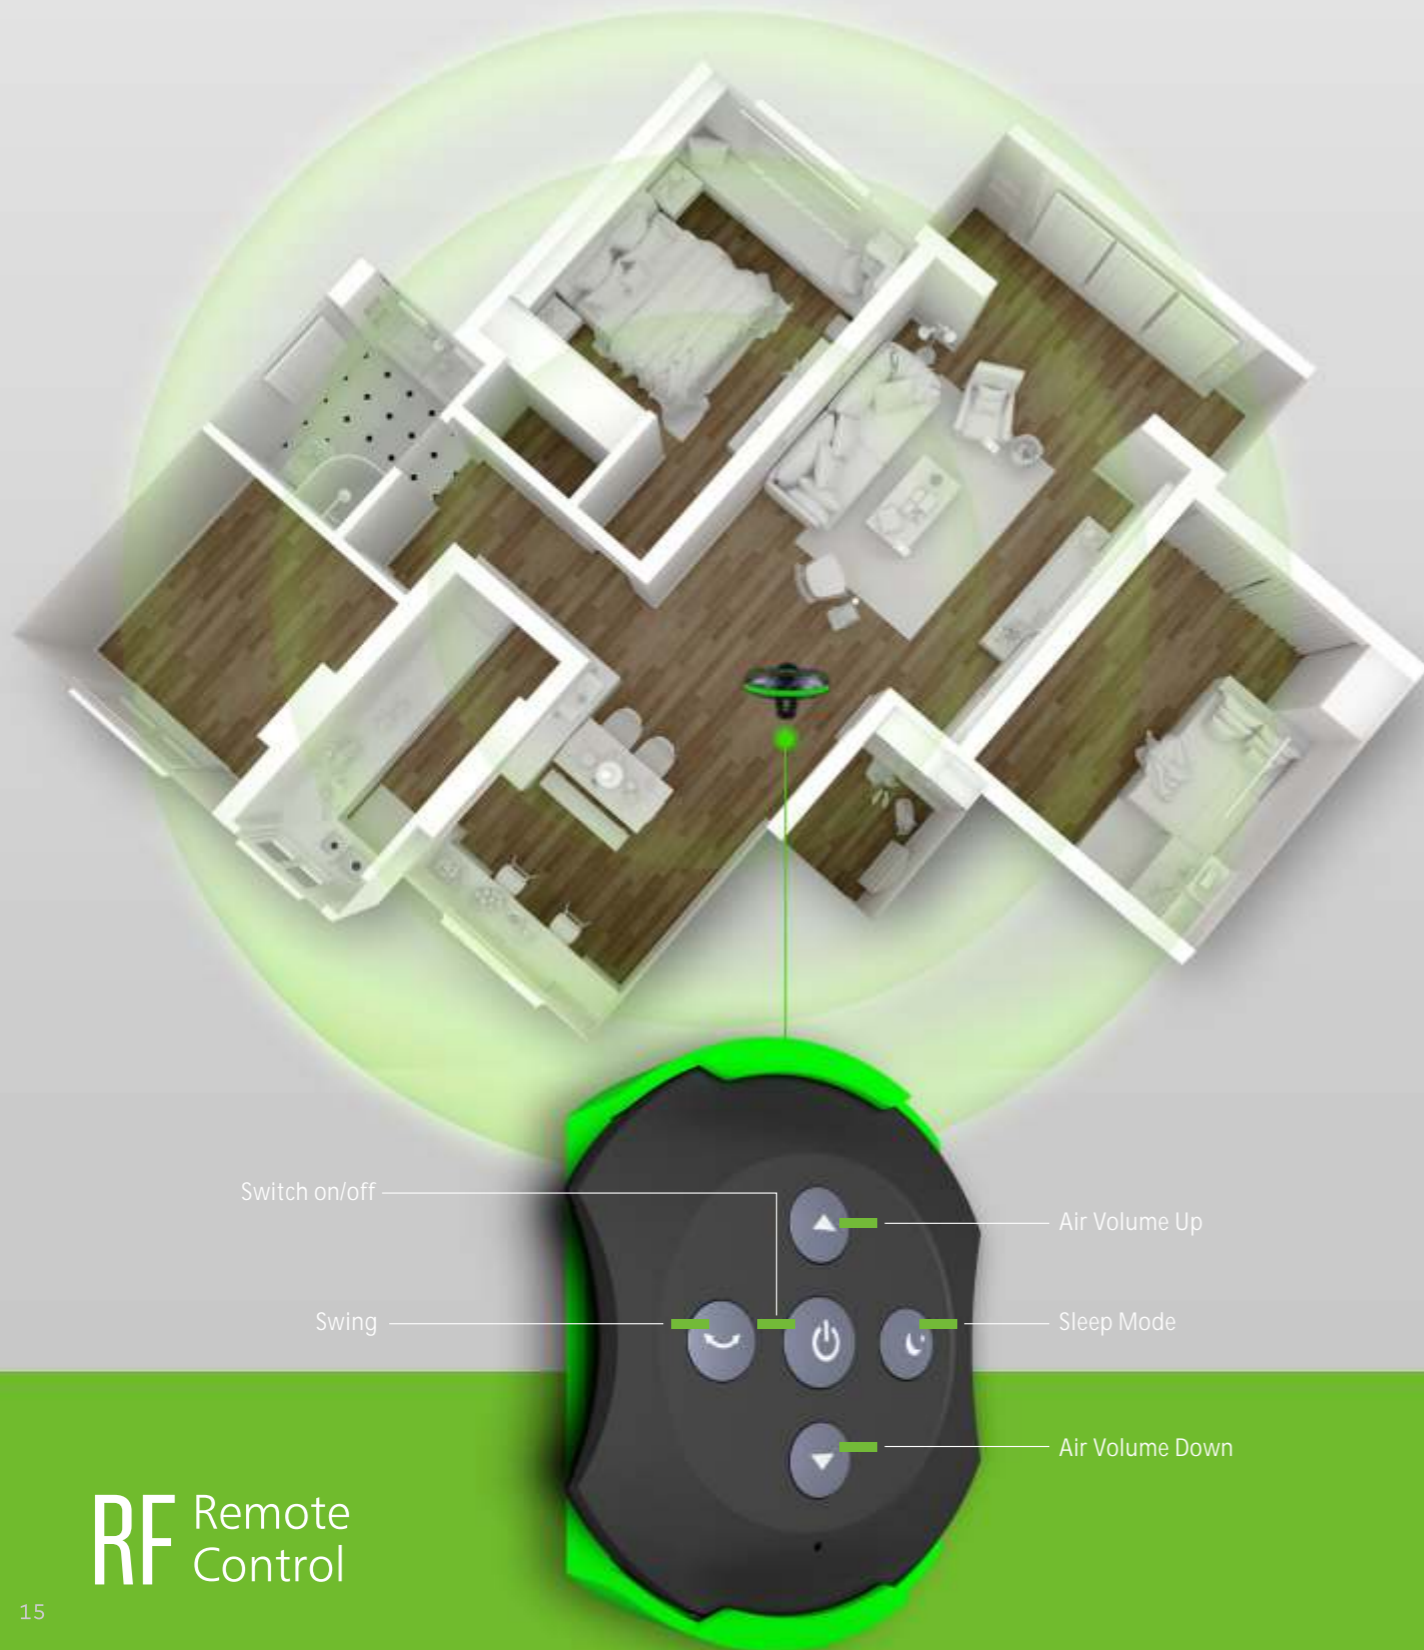 Switch on/off
Air Volume Up
Swing
Sleep Mode
Air Volume Down
RF Remote
Control
15